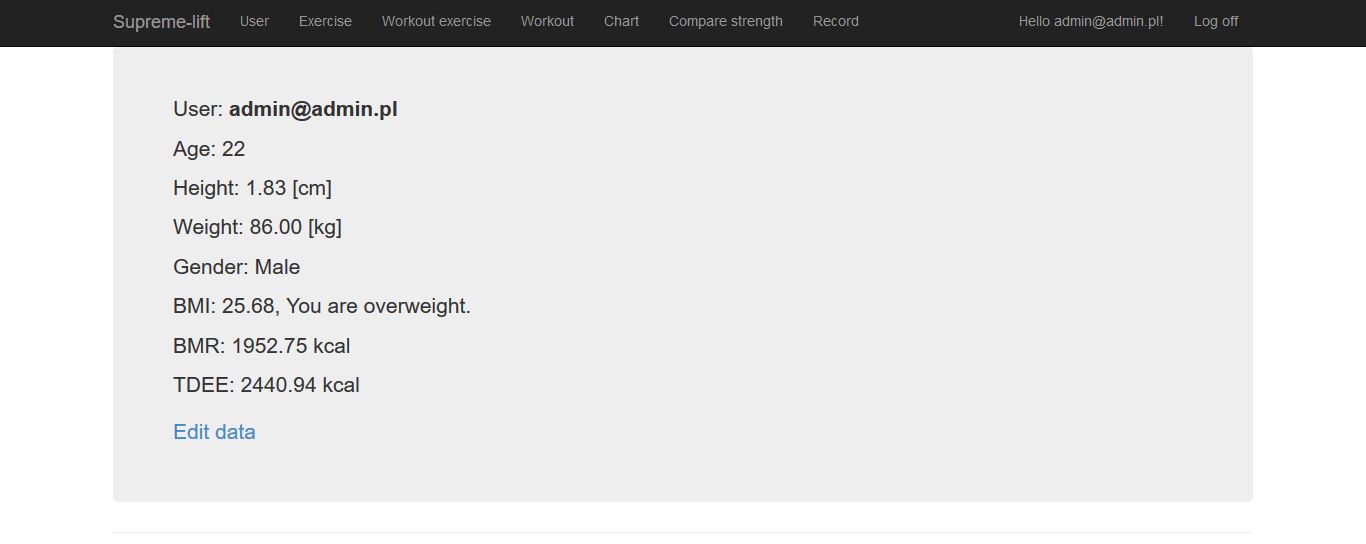 Supreme-lift User Exercise Workout exercise Workout Chart Compare strength Record Hello admin@admin.pl! Log off
User: admin@admin.pl
Age: 22
Height: 1.83 [cm]
Weight: 86.00 [kg]
Gender: Male
BMI: 25.68, You are overweight.
BMR: 1952.75 kcal
TDEE: 2440.94 kcal
Edit data